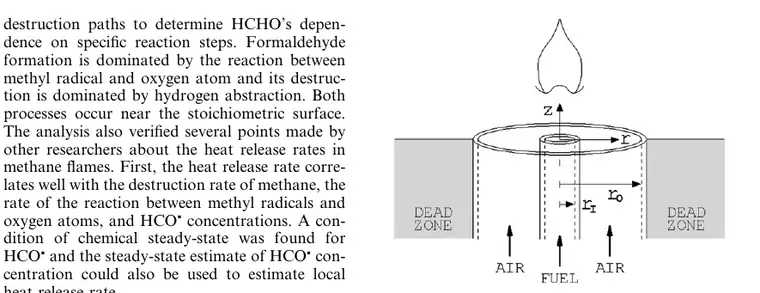 destruction paths to determine HCHO's depen-
dence on specific reaction steps. Formaldehyde
formation is dominated by the reaction between
methyl radical and oxygen atom and its destruc-
tion is dominated by hydrogen abstraction. Both
processes occur near the stoichiometric surface.
The analysis also verified several points made by
other researchers about the heat release rates in
methane flames. First, the heat release rate corre-
lates well with the destruction rate of methane, the
rate of the reaction between methyl radicals and
oxygen atoms, and HCO• concentrations. A con-
dition of chemical steady-state was found for
HCO• and the steady-state estimate of HCO• con-
centration could also be used to estimate local
heat release rate.
z
r
r_O
r_I
DEAD
ZONE
DEAD
ZONE
AIR
FUEL
AIR